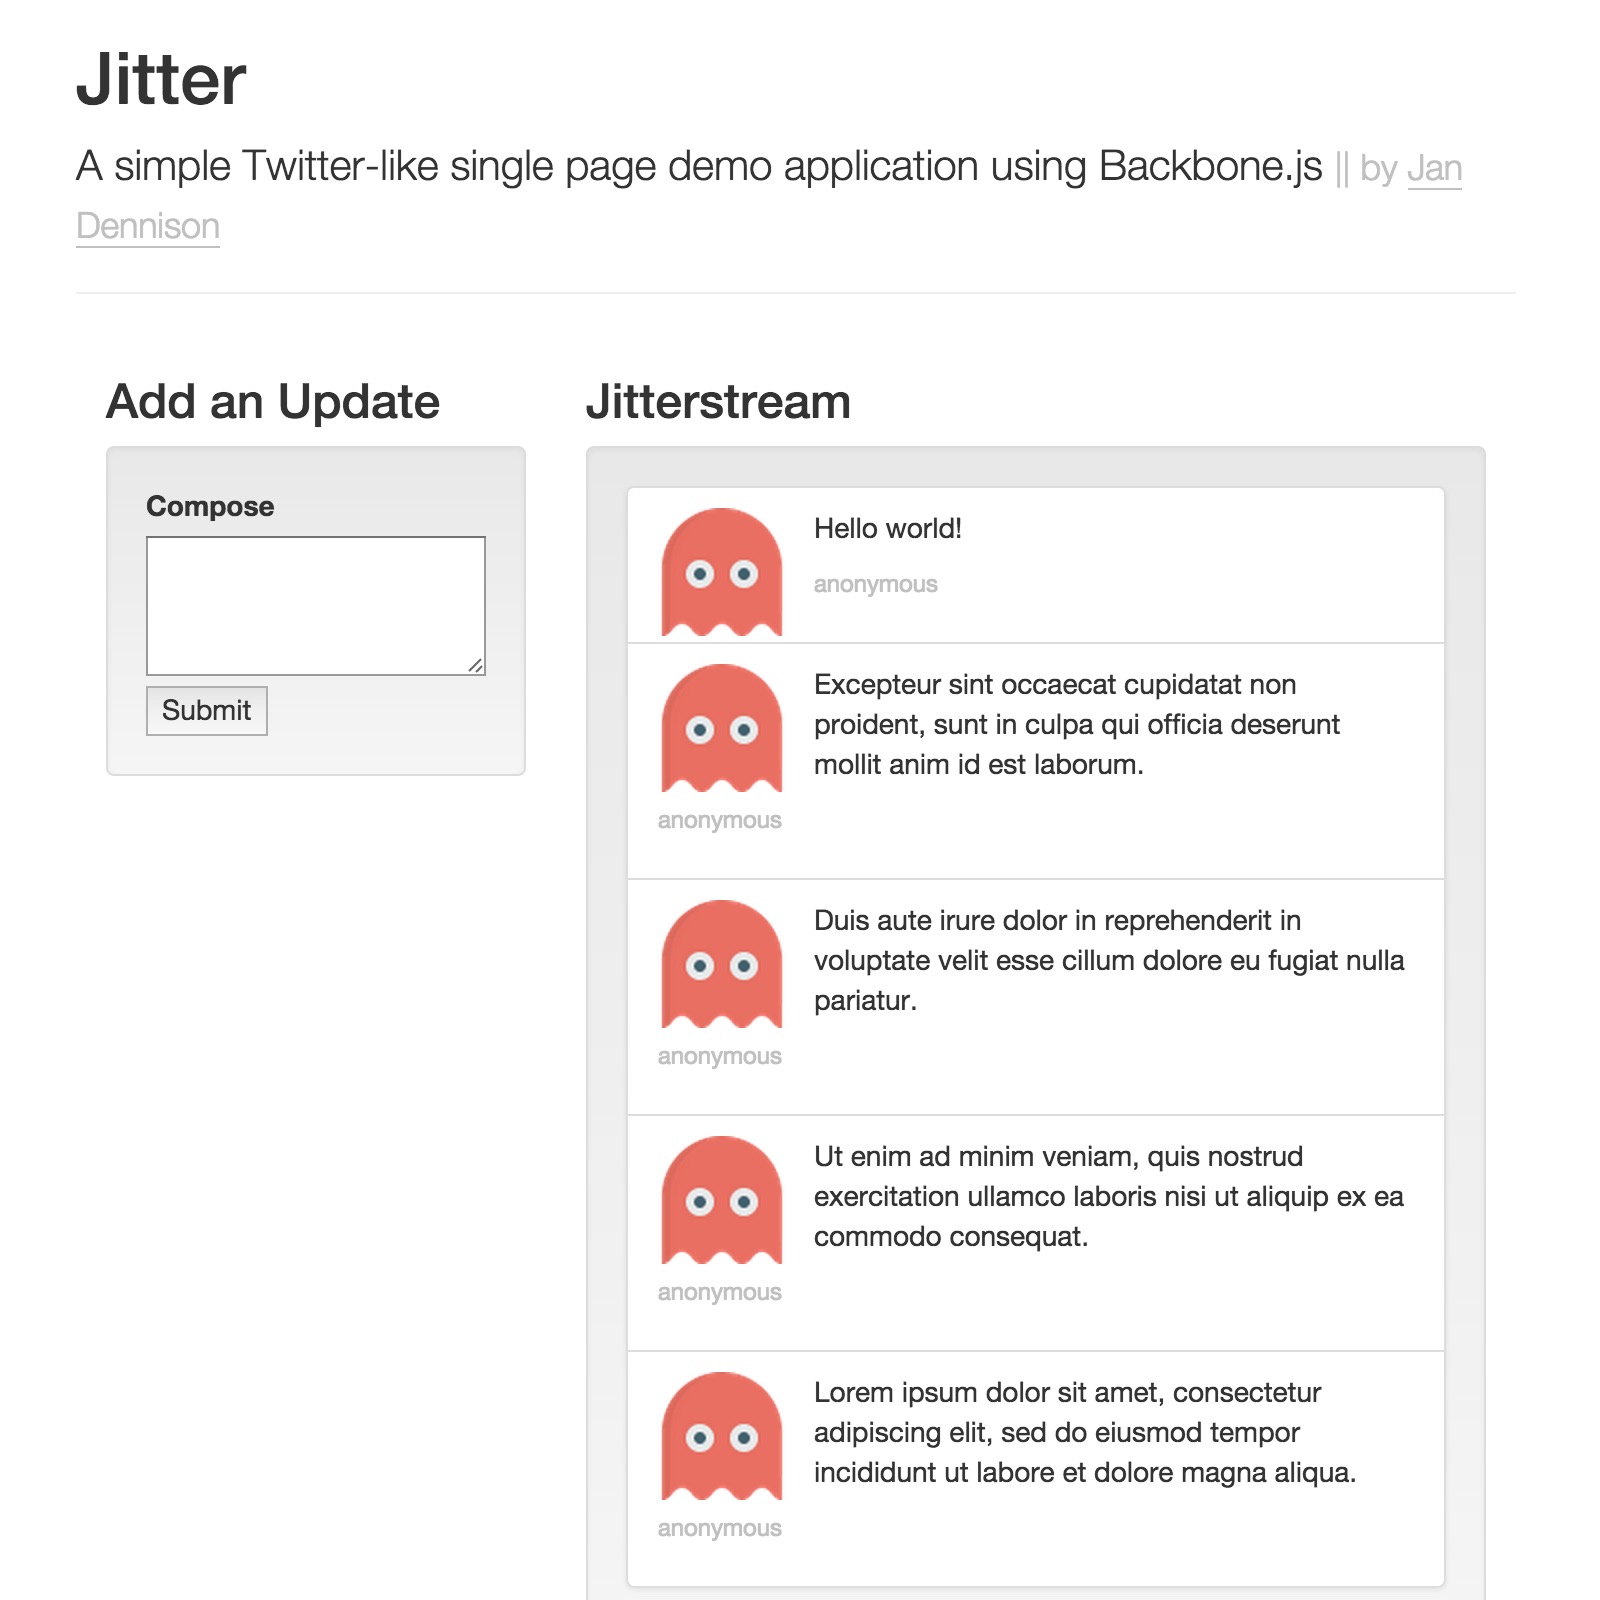 Jitter
A simple Twitter-like single page demo application using Backbone.js || by Jan
Dennison
Add an Update
Compose
Submit
Jitterstream
Hello world!
anonymous
Excepteur sint occaecat cupidatat non
proident, sunt in culpa qui officia deserunt
mollit anim id est laborum.
anonymous
Duis aute irure dolor in reprehenderit in
voluptate velit esse cillum dolore eu fugiat nulla
pariatur.
anonymous
Ut enim ad minim veniam, quis nostrud
exercitation ullamco laboris nisi ut aliquip ex ea
commodo consequat.
anonymous
Lorem ipsum dolor sit amet, consectetur
adipiscing elit, sed do eiusmod tempor
incididunt ut labore et dolore magna aliqua.
anonymous